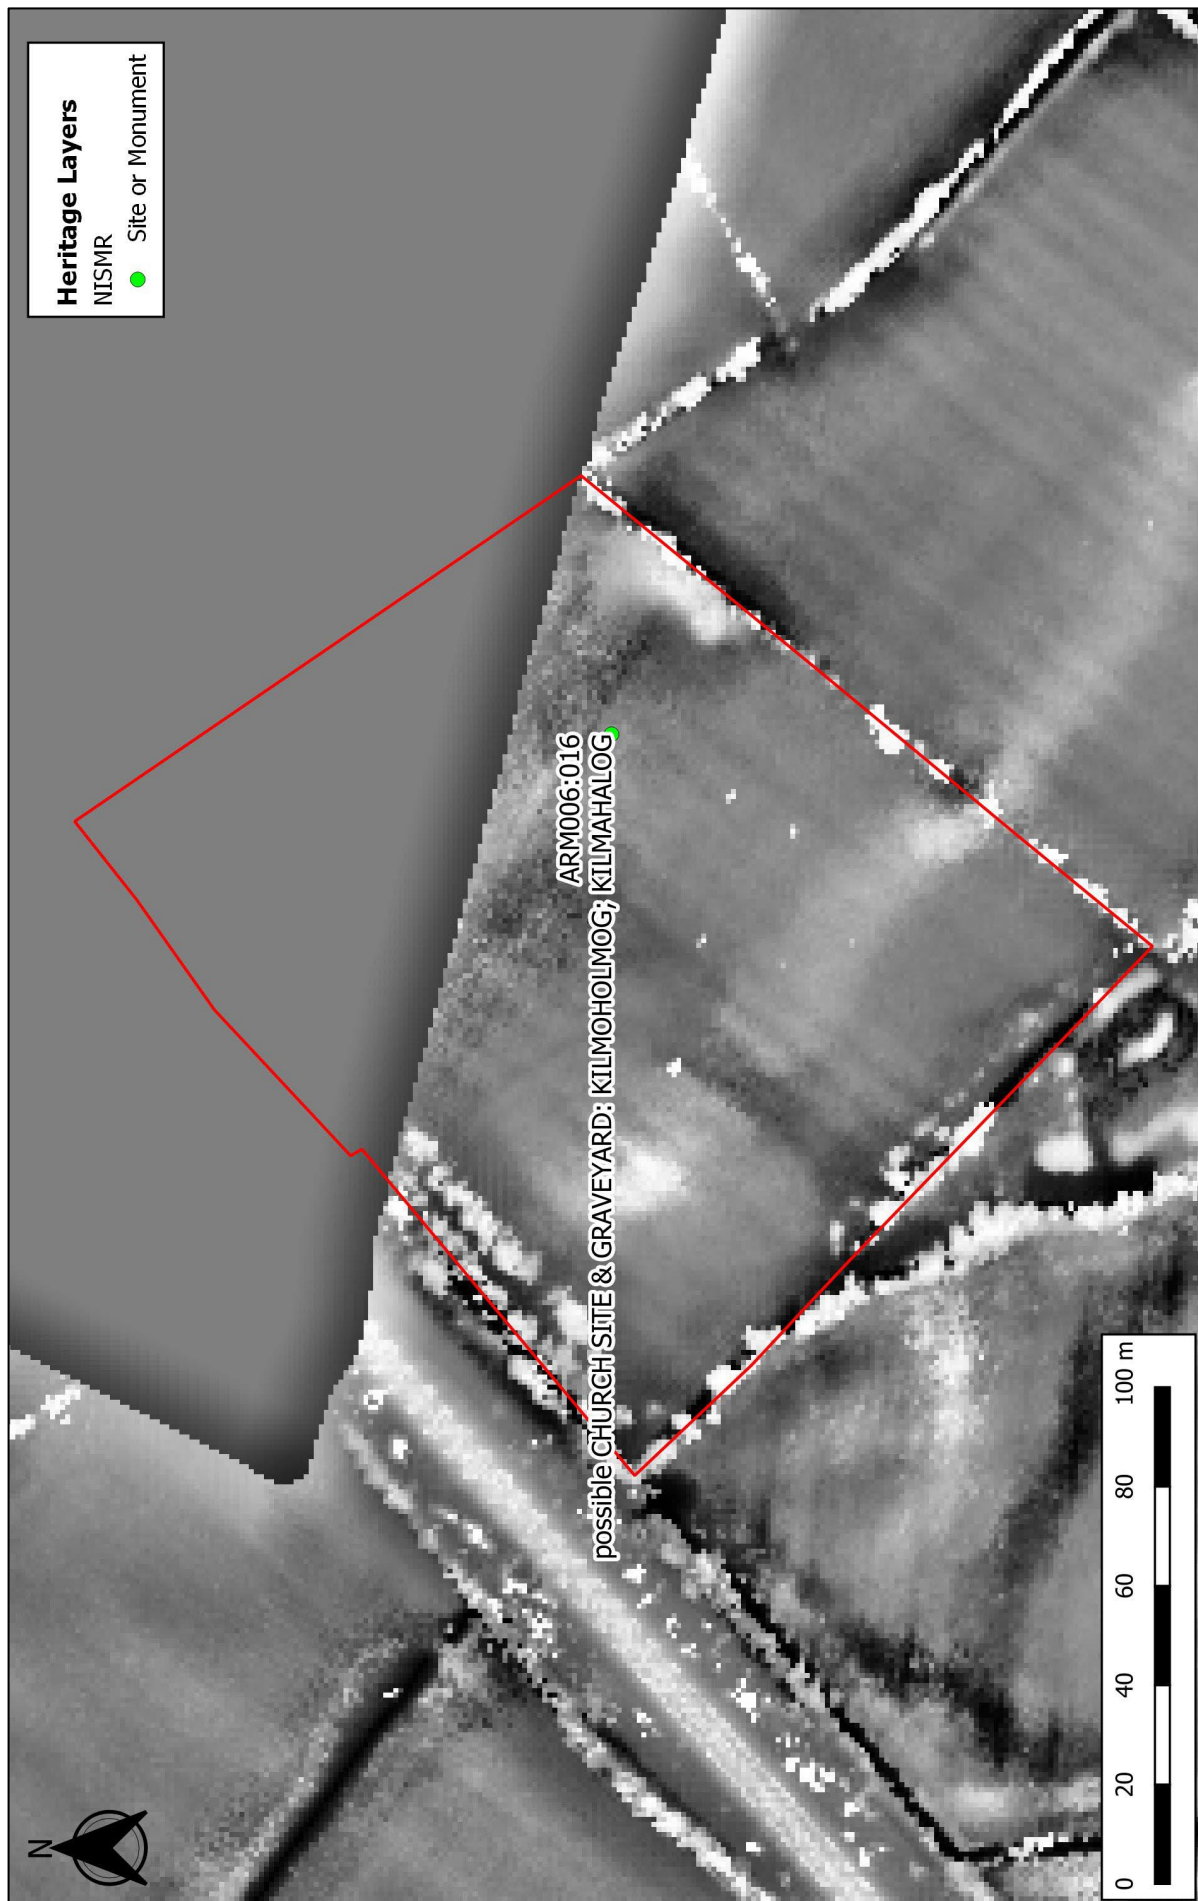 Heritage Layers
NISMR
Site or Monument
ARM006:016
possible CHURCH SITE & GRAVEYARD: KILMOHOLMOG; KILMAHALOG
N
0 20 40 60 80 100 m